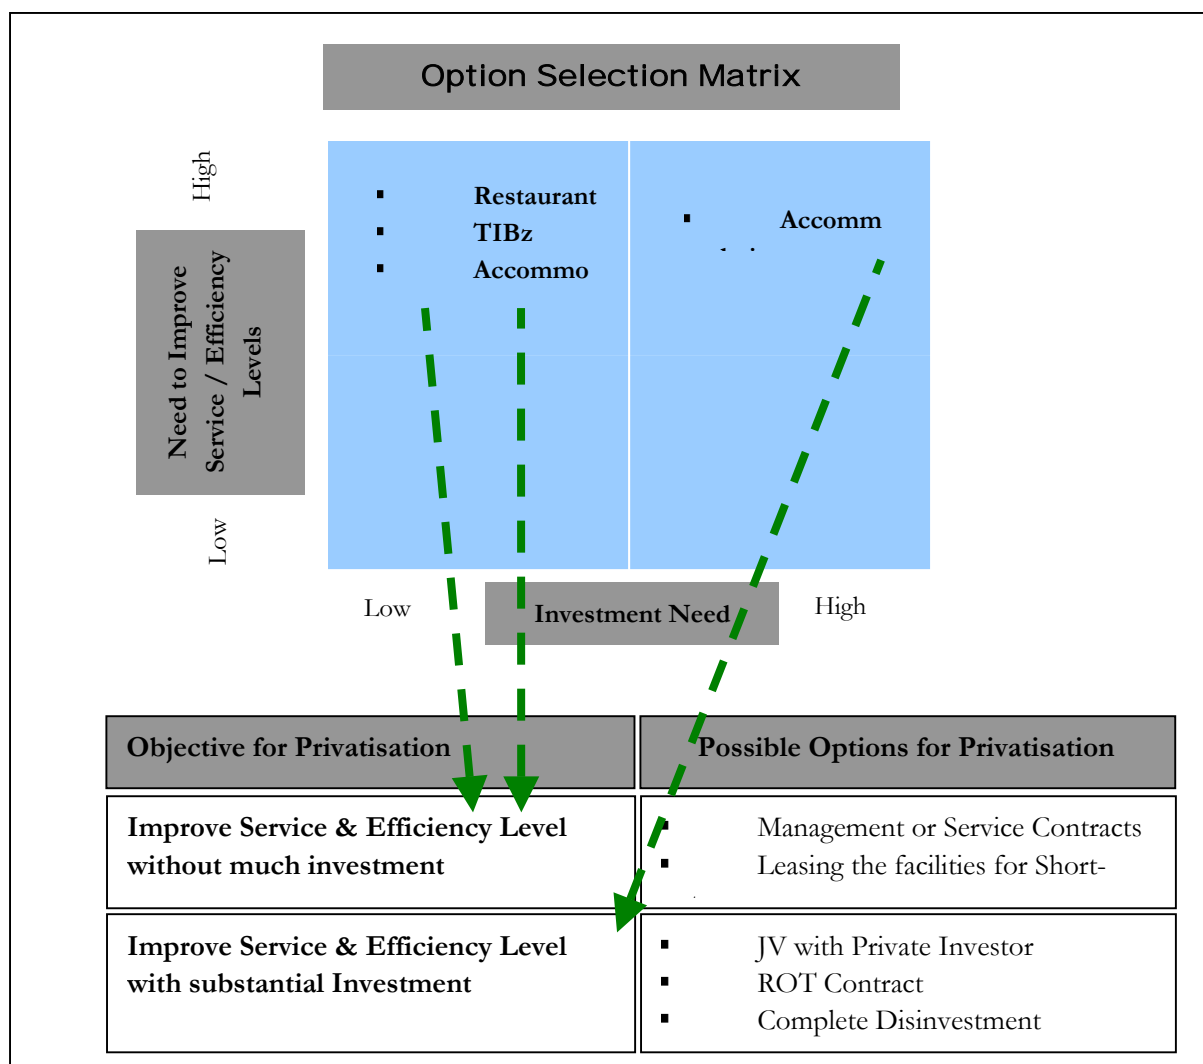 Option Selection Matrix
High
Need to Improve
Service / Efficiency
Levels
Low
▪ Restaurant
▪ TIBz
▪ Accommo
▪ Accomm
Low
Investment Need
High
Objective for Privatisation
Possible Options for Privatisation
Improve Service & Efficiency Level
without much investment
▪ Management or Service Contracts
▪ Leasing the facilities for Short-
Improve Service & Efficiency Level
with substantial Investment
▪ JV with Private Investor
▪ ROT Contract
▪ Complete Disinvestment